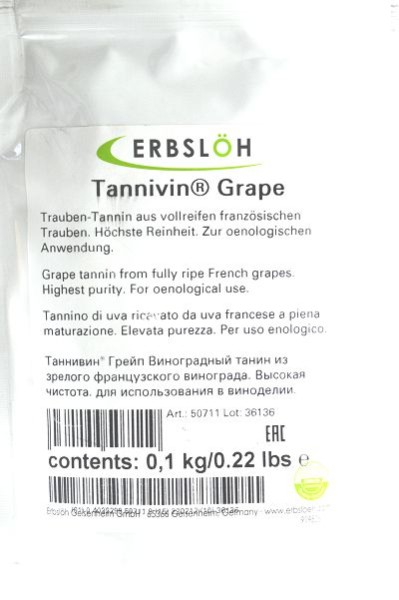 ERBSLÖH
Tannivin® Grape
Trauben-Tannin aus vollreifen französischen
Trauben. Höchste Reinheit. Zur oenologischen
Anwendung.
Grape tannin from fully ripe French grapes.
Highest purity. For oenological use.
Tannino di uva ricavato da uva francese a piena
maturazione. Elevata purezza. Per uso enologico.
Таннивин® Грейп Виноградный танин из
зрелого французского винограда. Высокая
чистота. для использования в виноделии.
Art.: 50711 Lot: 36136
EAC
contents: 0,1 kg/0.22 lbs ℮
Erbslöh Geisenheim GmbH · 65366 Geisenheim, Germany · www.erbsloeh.com